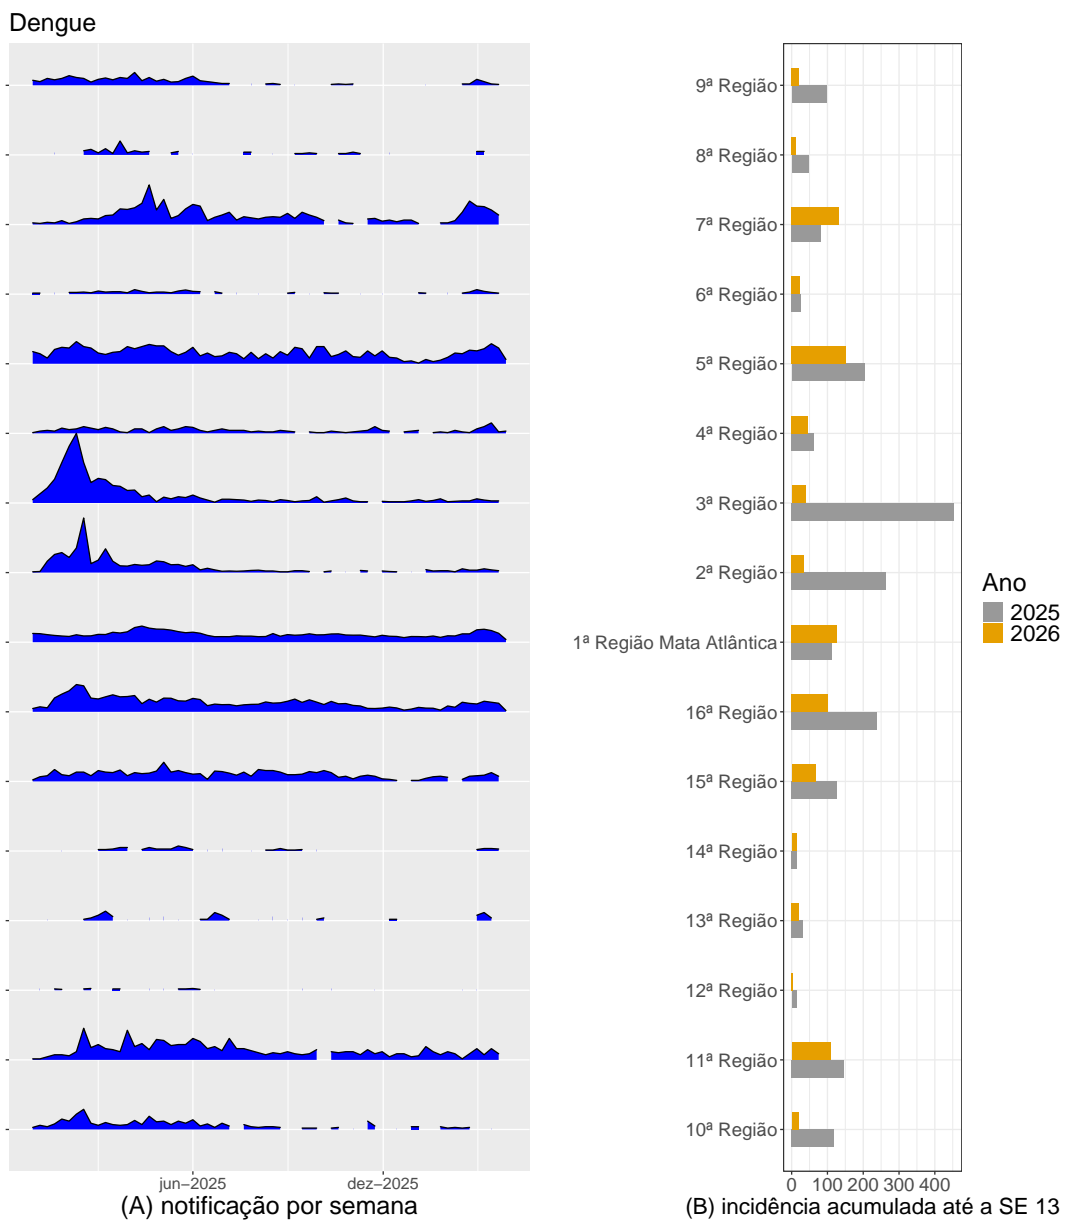 Dengue
9ª Região
8ª Região
7ª Região
6ª Região
5ª Região
4ª Região
3ª Região
2ª Região
1ª Região Mata Atlântica
16ª Região
15ª Região
14ª Região
13ª Região
12ª Região
11ª Região
10ª Região
Ano
2025
2026
jun−2025 dez−2025
0 100 200 300 400
(A) notificação por semana
(B) incidência acumulada até a SE 13